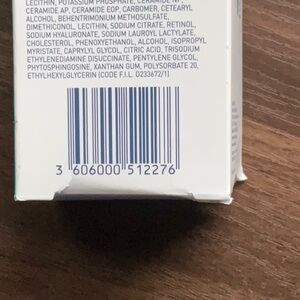 LECITHIN, POTASSIUM PHOSPHATE, CERAMIDE NP,
CERAMIDE AP, CERAMIDE EOP, CARBOMER, CETEARYL
ALCOHOL, BEHENTRIMONIUM METHOSULFATE,
DIMETHICONOL, LECITHIN, SODIUM CITRATE, RETINOL,
SODIUM HYALURONATE, SODIUM LAUROYL LACTYLATE,
CHOLESTEROL, PHENOXYETHANOL, ALCOHOL, ISOPROPYL
MYRISTATE, CAPRYLYL GLYCOL, CITRIC ACID, TRISODIUM
ETHYLENEDIAMINE DISUCCINATE, PENTYLENE GLYCOL,
PHYTOSPHINGOSINE, XANTHAN GUM, POLYSORBATE 20,
ETHYLHEXYLGLYCERIN (CODE F.I.L. D233672/1)
3 606000 512276